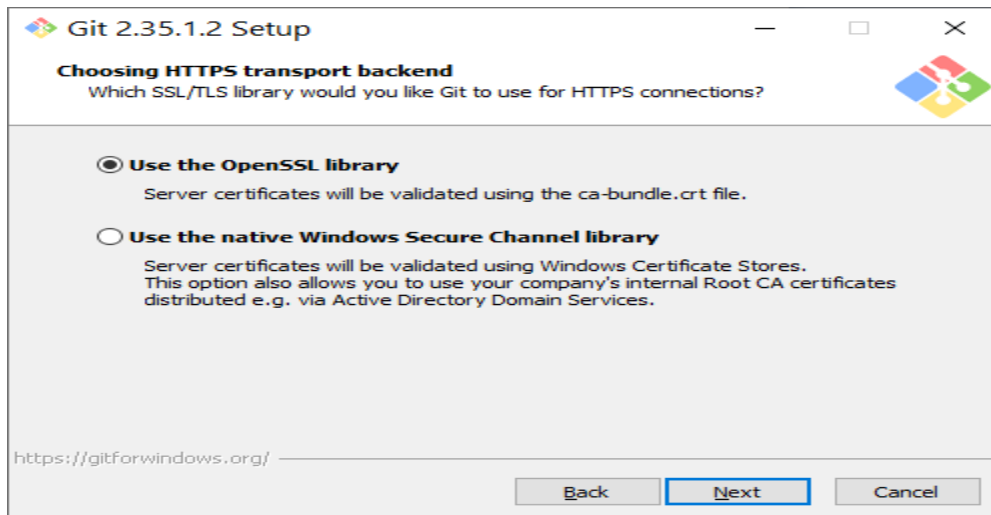 Git 2.35.1.2 Setup
Choosing HTTPS transport backend
Which SSL/TLS library would you like Git to use for HTTPS connections?
Use the OpenSSL library
Server certificates will be validated using the ca-bundle.crt file.
Use the native Windows Secure Channel library
Server certificates will be validated using Windows Certificate Stores.
This option also allows you to use your company's internal Root CA certificates
distributed e.g. via Active Directory Domain Services.
https://gitforwindows.org/
Back Next Cancel